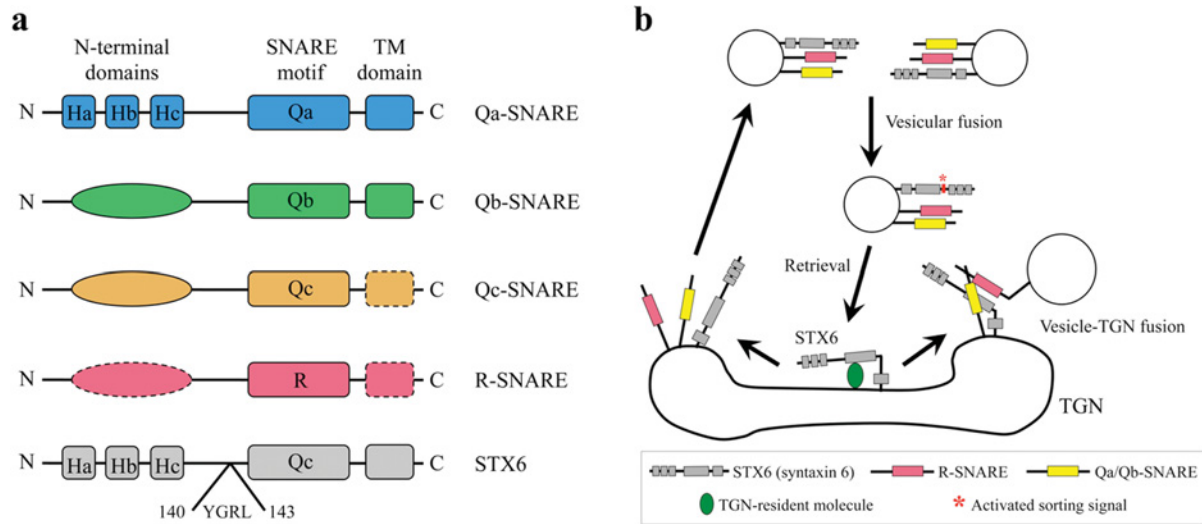 a
N-terminal domains
SNARE motif
TM domain
N Ha Hb Hc Qa C Qa-SNARE
N Qb C Qb-SNARE
N Qc C Qc-SNARE
N R C R-SNARE
N Ha Hb Hc Qc C STX6
140 YGRL 143
b
Vesicular fusion
*
Retrieval
STX6
Vesicle-TGN fusion
TGN
STX6 (syntaxin 6) R-SNARE Qa/Qb-SNARE
TGN-resident molecule * Activated sorting signal